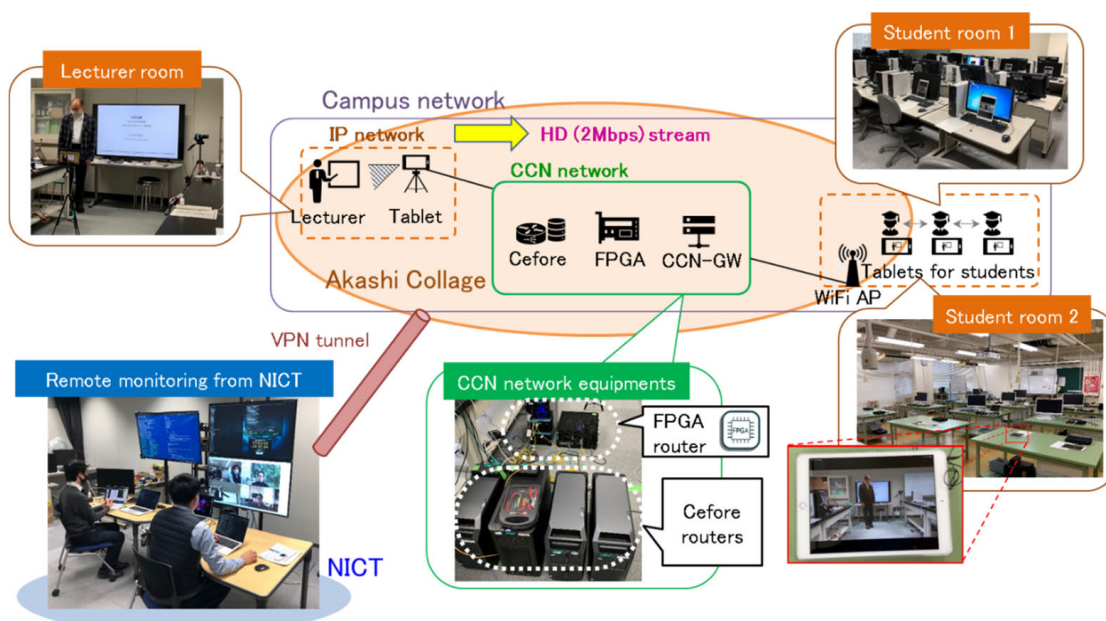 Student room 1
Lecturer room
Campus network
IP network
HD (2Mbps) stream
CCN network
Lecturer
Tablet
Cefore
FPGA
CCN-GW
Akashi Collage
WiFi AP
Tablets for students
Student room 2
VPN tunnel
Remote monitoring from NICT
CCN network equipments
FPGA
router
FPGA
Cefore
routers
NICT